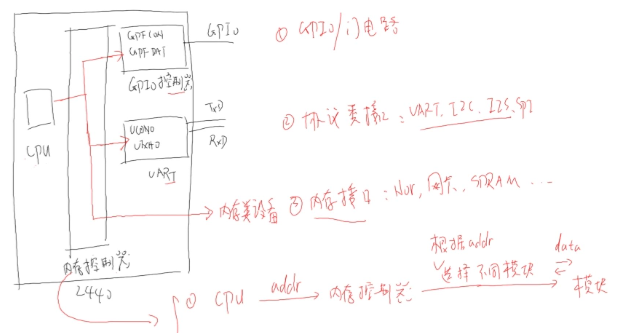 GPFCON
GPFDAT
GPIO控制器
GPIO
① GPIO/门电路
CPU
TxD
RxD
UART
② 协议类接口：UART, I2C, I2S, SPI
内存类设备 ③ 内存接口：Nor, 网卡, SDRAM ...
内存控制器
2440
① CPU addr 内存控制器 根据addr 选择不同模块 data 模块